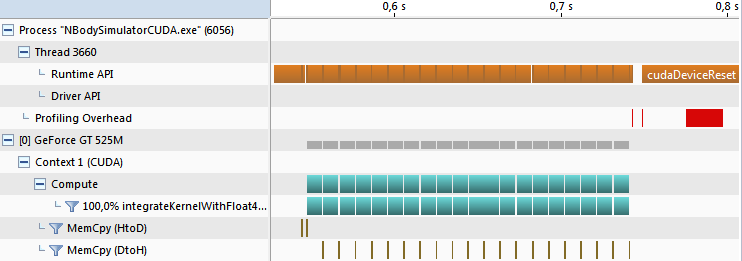 0,6 s 0,7 s 0,8 s
Process "NBodySimulatorCUDA.exe" (6056)
Thread 3660
Runtime API cudaDeviceReset
Driver API
Profiling Overhead
[0] GeForce GT 525M
Context 1 (CUDA)
Compute
100,0% integrateKernelWithFloat4...
MemCpy (HtoD)
MemCpy (DtoH)